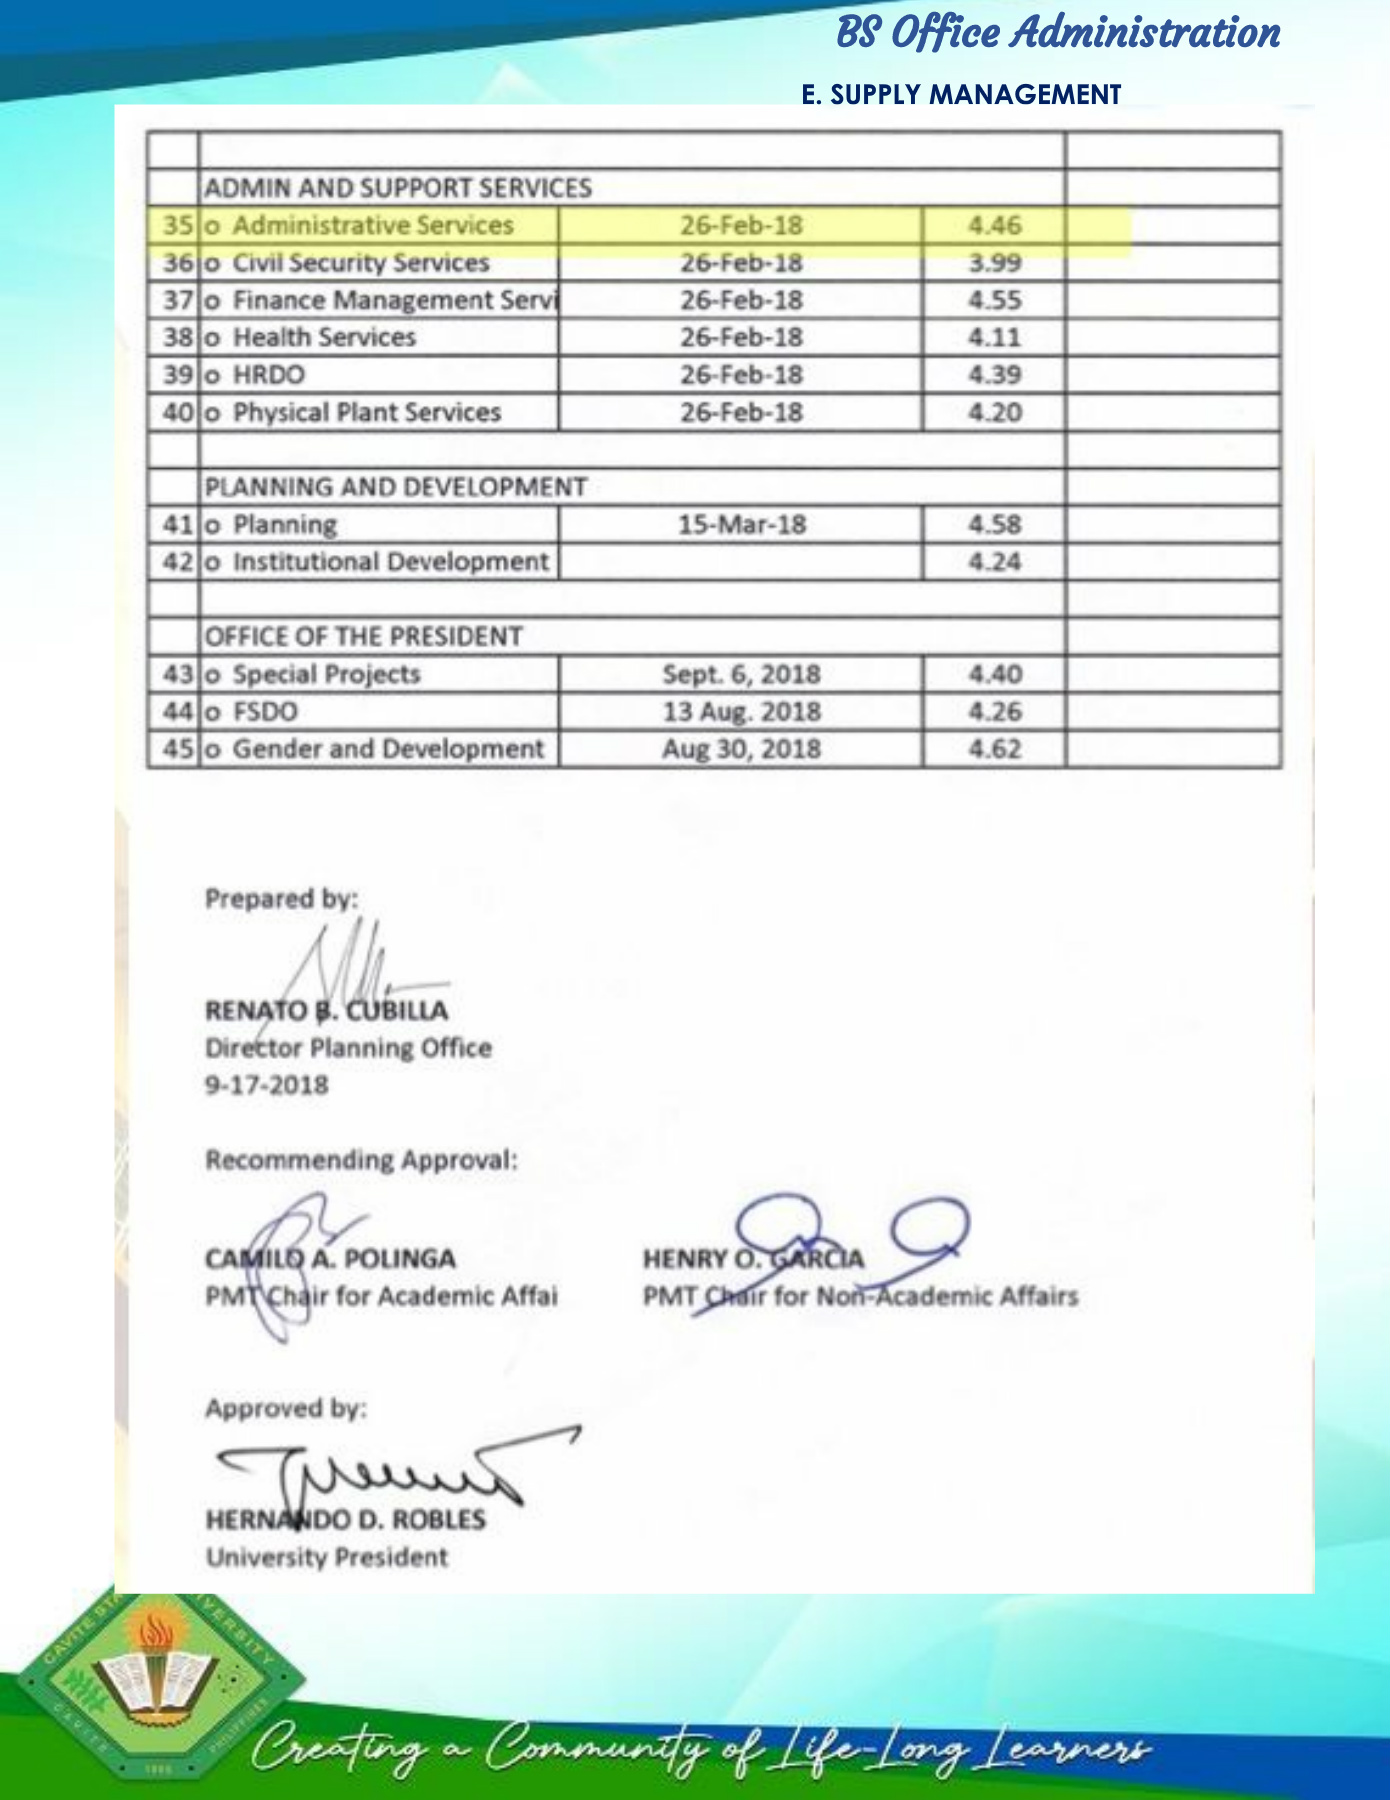 BS Office Administration
E. SUPPLY MANAGEMENT
ADMIN AND SUPPORT SERVICES
35 o Administrative Services 26-Feb-18 4.46
36 o Civil Security Services 26-Feb-18 3.99
37 o Finance Management Servi 26-Feb-18 4.55
38 o Health Services 26-Feb-18 4.11
39 o HRDO 26-Feb-18 4.39
40 o Physical Plant Services 26-Feb-18 4.20
PLANNING AND DEVELOPMENT
41 o Planning 15-Mar-18 4.58
42 o Institutional Development 4.24
OFFICE OF THE PRESIDENT
43 o Special Projects Sept. 6, 2018 4.40
44 o FSDO 13 Aug. 2018 4.26
45 o Gender and Development Aug 30, 2018 4.62
Prepared by:
RENATO B. CUBILLA
Director Planning Office
9-17-2018
Recommending Approval:
CAMILO A. POLINGA HENRY O. GARCIA
PMT Chair for Academic Affai PMT Chair for Non-Academic Affairs
Approved by:
HERNANDO D. ROBLES
University President
CAVITE
PHILIPPINES
1906
Creating a Community of Life-Long Learners